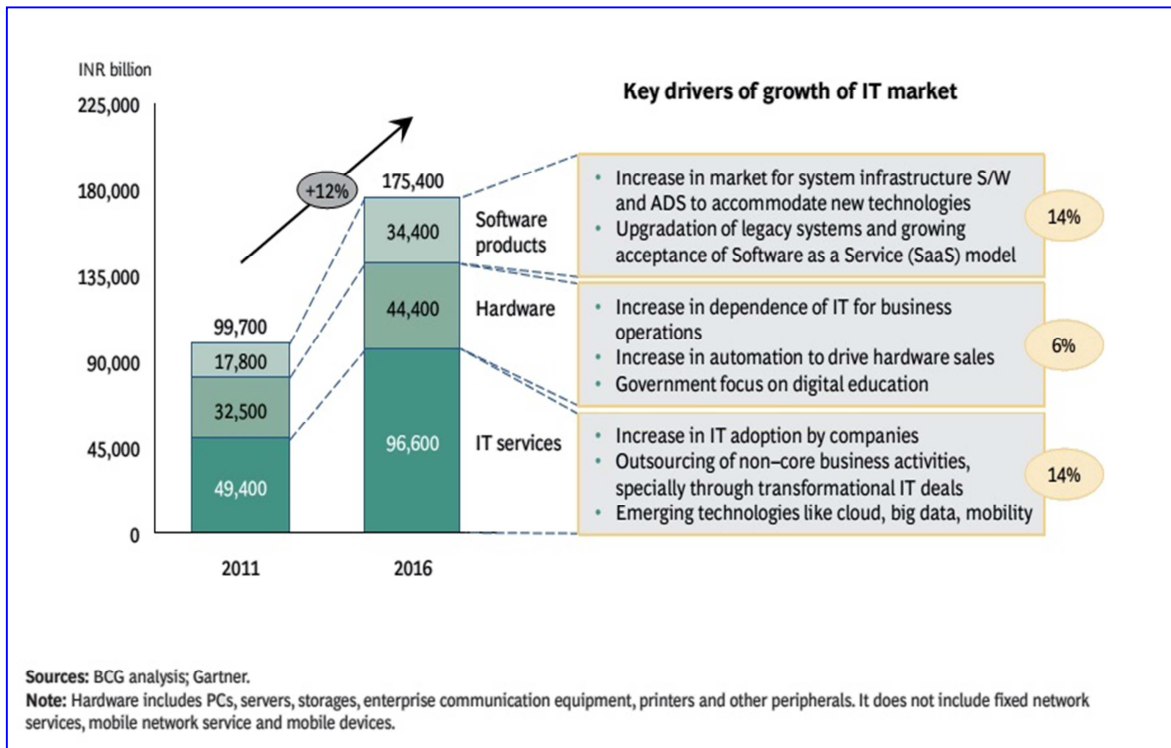 INR billion
225,000
180,000
135,000
90,000
45,000
0
+12%
99,700
17,800
32,500
49,400
2011
175,400
34,400
44,400
96,600
2016
Software
products
Hardware
IT services
Key drivers of growth of IT market
• Increase in market for system infrastructure S/W
and ADS to accommodate new technologies
• Upgradation of legacy systems and growing
acceptance of Software as a Service (SaaS) model
14%
• Increase in dependence of IT for business
operations
• Increase in automation to drive hardware sales
• Government focus on digital education
6%
• Increase in IT adoption by companies
• Outsourcing of non–core business activities,
specially through transformational IT deals
• Emerging technologies like cloud, big data, mobility
14%
Sources: BCG analysis; Gartner.
Note: Hardware includes PCs, servers, storages, enterprise communication equipment, printers and other peripherals. It does not include fixed network
services, mobile network service and mobile devices.